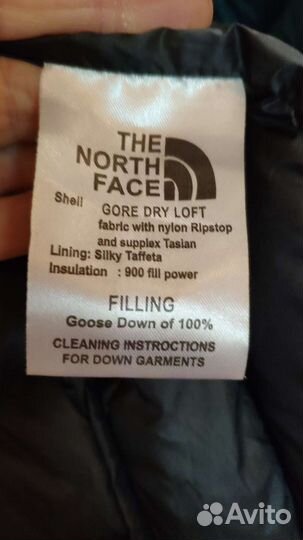 THE
NORTH
FACE
Shell GORE DRY LOFT
fabric with nylon Ripstop
and supplex Taslan
Lining: Silky Taffeta
Insulation : 900 fill power
FILLING
Goose Down of 100%
CLEANING INSTRUCTIONS
FOR DOWN GARMENTS
Avito